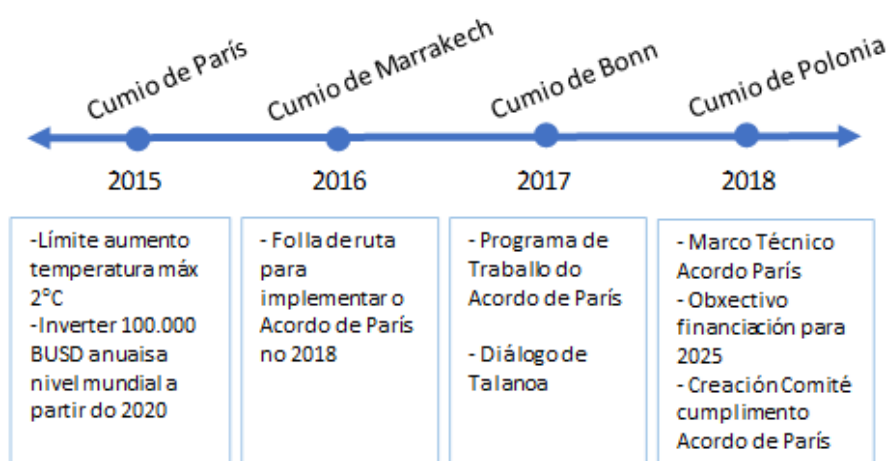 Cumio de París
Cumio de Marrakech
Cumio de Bonn
Cumio de Polonia
2015
2016
2017
2018
-Límite aumento
temperatura máx
2°C
-Inverter 100.000
BUSD anuais a
nivel mundial a
partir do 2020
- Folla de ruta
para
implementar o
Acordo de París
no 2018
- Programa de
Traballo do
Acordo de París
- Diálogo de
Talanoa
- Marco Técnico
Acordo París
- Obxectivo
financiación para
2025
- Creación Comité
cumplimento
Acordo de París